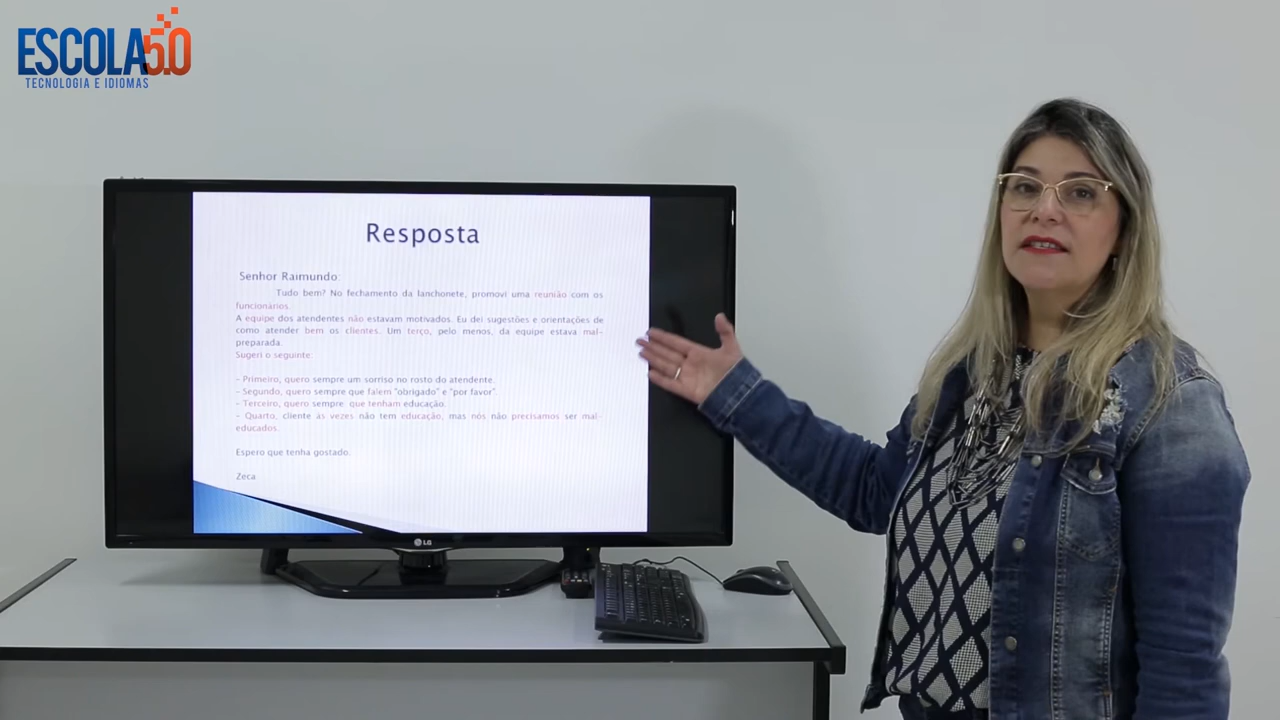 ESCOLA 5.0
TECNOLOGIA E IDIOMAS
Resposta
Senhor Raimundo:
Tudo bem? No fechamento da lanchonete, promovi uma reunião com os
funcionários.
A equipe dos atendentes não estavam motivados. Eu dei sugestões e orientações de
como atender bem os clientes. Um terço, pelo menos, da equipe estava mal-
preparada.
Sugeri o seguinte:
- Primeiro, quero sempre um sorriso no rosto do atendente.
- Segundo, quero sempre que falem "obrigado" e "por favor".
- Terceiro, quero sempre que tenham educação.
- Quarto, cliente as vezes não tem educação, mas nós não precisamos ser mal-
educados.
Espero que tenha gostado.
Zeca
LG